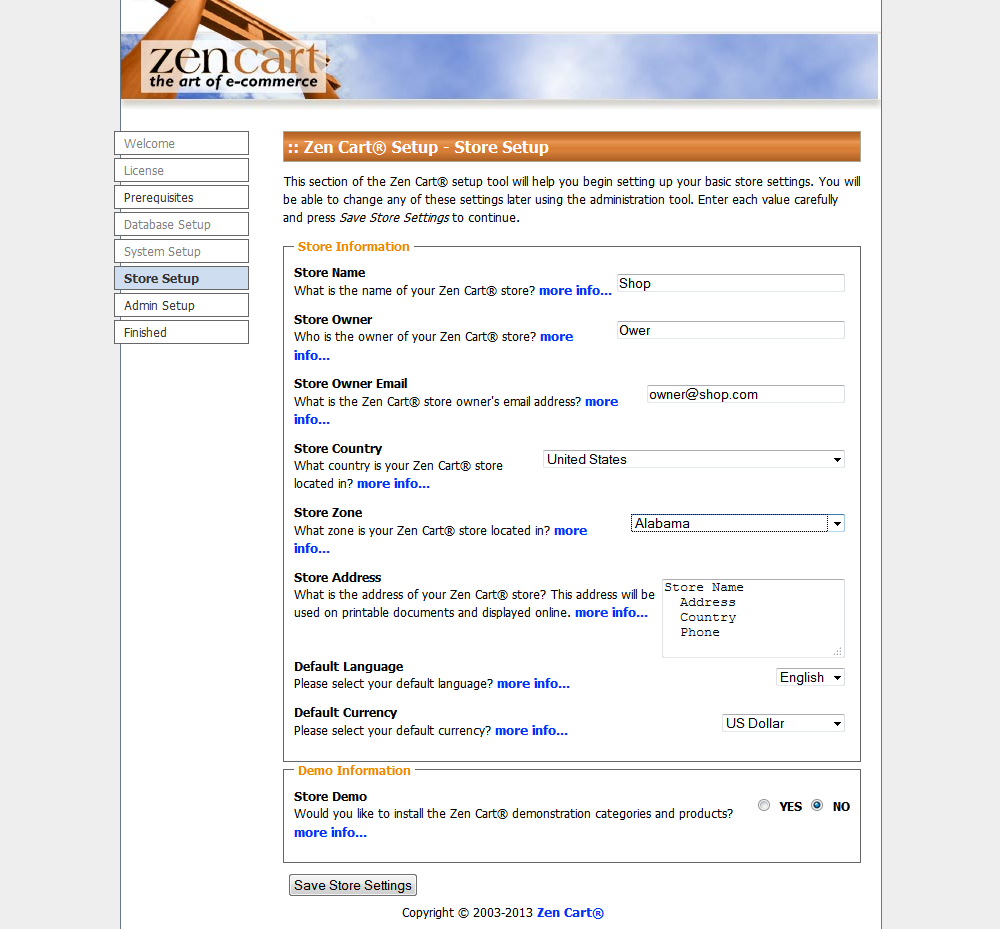 zencart
the art of e-commerce
Welcome
License
Prerequisites
Database Setup
System Setup
Store Setup
Admin Setup
Finished
:: Zen Cart® Setup - Store Setup
This section of the Zen Cart® setup tool will help you begin setting up your basic store settings. You will
be able to change any of these settings later using the administration tool. Enter each value carefully
and press Save Store Settings to continue.
Store Information
Store Name
What is the name of your Zen Cart® store? more info...
Shop
Store Owner
Who is the owner of your Zen Cart® store? more
info...
Ower
Store Owner Email
What is the Zen Cart® store owner's email address? more
info...
owner@shop.com
Store Country
What country is your Zen Cart® store
located in? more info...
United States
Store Zone
What zone is your Zen Cart® store located in? more
info...
Alabama
Store Address
What is the address of your Zen Cart® store? This address will be
used on printable documents and displayed online. more info...
Store Name
Address
Country
Phone
Default Language
Please select your default language? more info...
English
Default Currency
Please select your default currency? more info...
US Dollar
Demo Information
Store Demo
Would you like to install the Zen Cart® demonstration categories and products?
more info...
YES NO
Save Store Settings
Copyright © 2003-2013 Zen Cart®